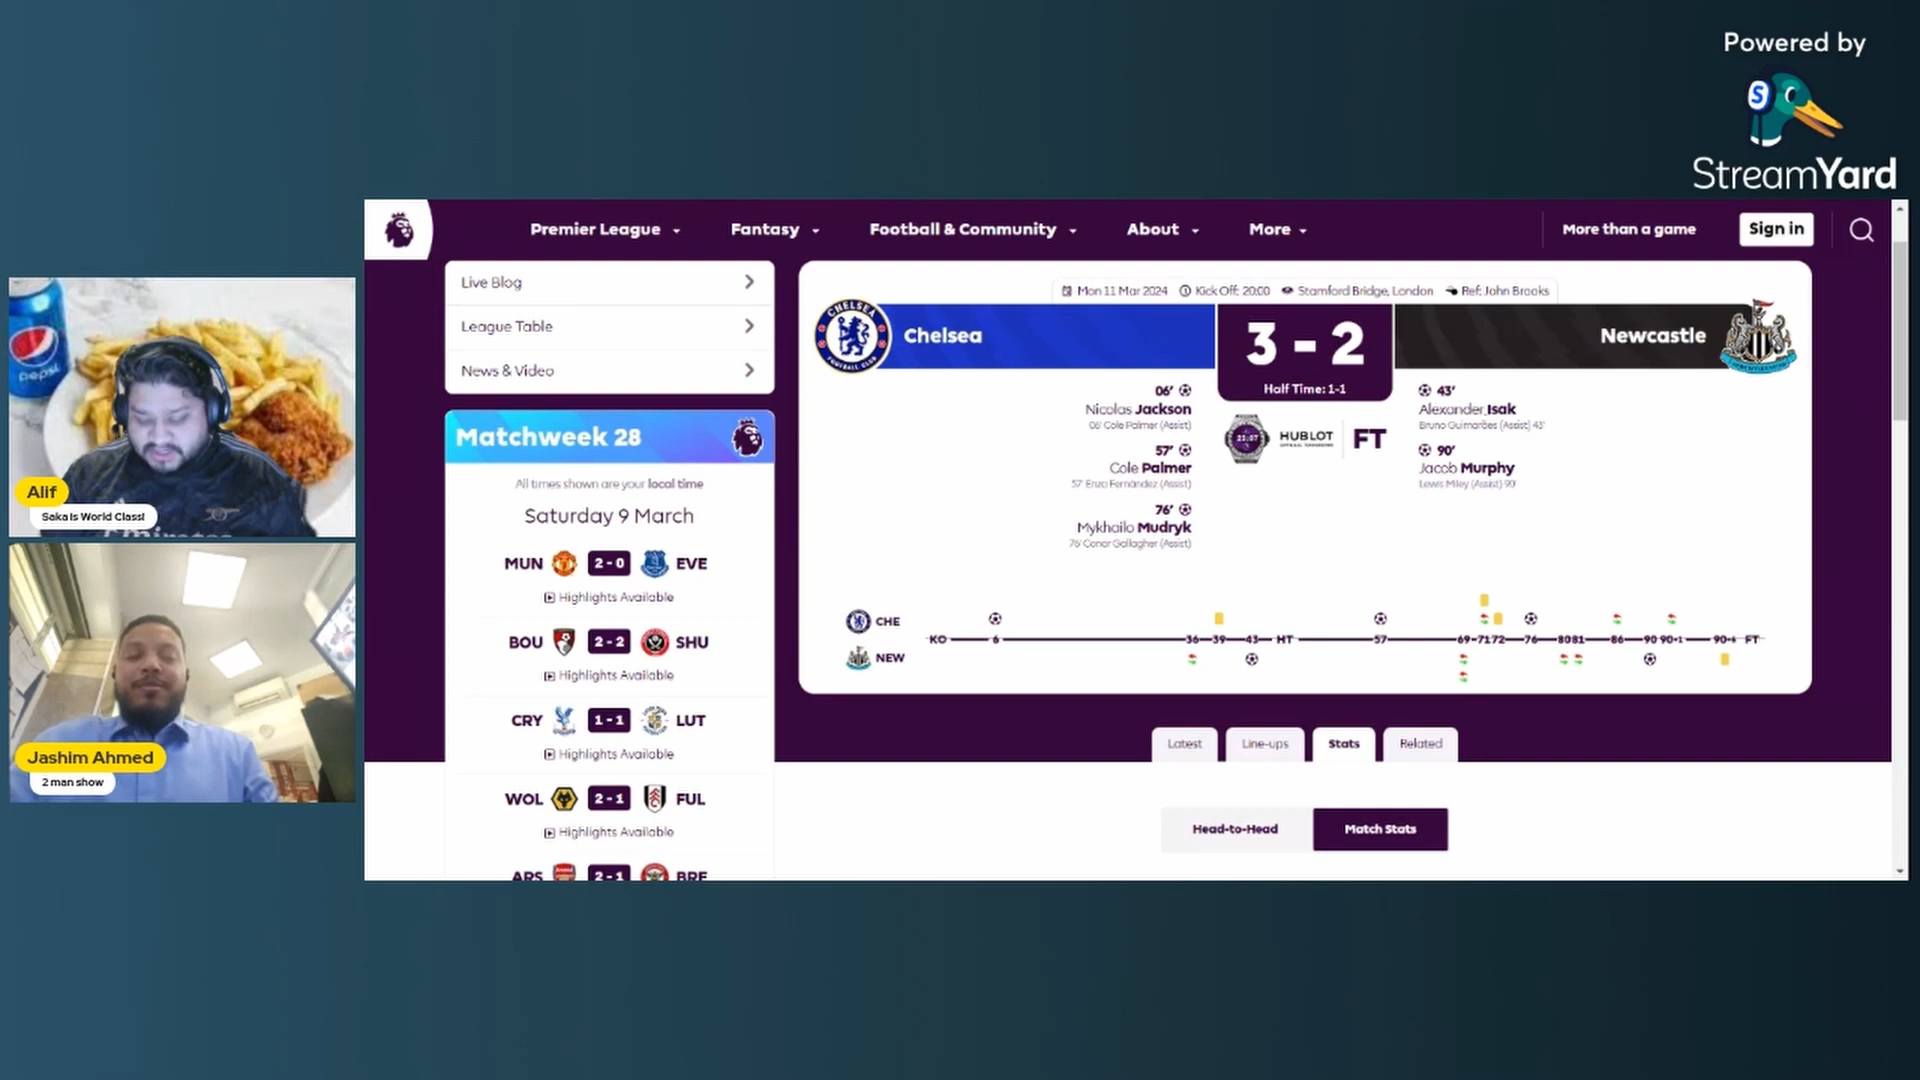 Powered by
StreamYard
Premier League
Fantasy
Football & Community
About
More
More than a game
Sign in
Live Blog
League Table
News & Video
Matchweek 28
All times shown are your local time
Saturday 9 March
MUN 2 - 0 EVE
Highlights Available
BOU 2 - 2 SHU
Highlights Available
CRY 1 - 1 LUT
Highlights Available
WOL 2 - 1 FUL
Highlights Available
ARS 2 - 1 BRE
Mon 11 Mar 2024 Kick Off: 20:00 Stamford Bridge, London Ref: John Brooks
Chelsea 3 - 2 Newcastle
Half Time: 1-1
06'
Nicolas Jackson
06' Cole Palmer (Assist)
57'
Cole Palmer
57' Enzo Fernández (Assist)
76'
Mykhailo Mudryk
76' Conor Gallagher (Assist)
HUBLOT
FT
43'
Alexander Isak
Bruno Guimarães (Assist) 43'
90'
Jacob Murphy
Lewis Miley (Assist) 90'
CHE
KO 6 36 39 43 HT 57 69 71 72 76 80 81 86 90 90+1 90+6 FT
NEW
Latest
Line-ups
Stats
Related
Head-to-Head
Match Stats
pepsi
Alif
Saka is World Class!
Jashim Ahmed
2 man show